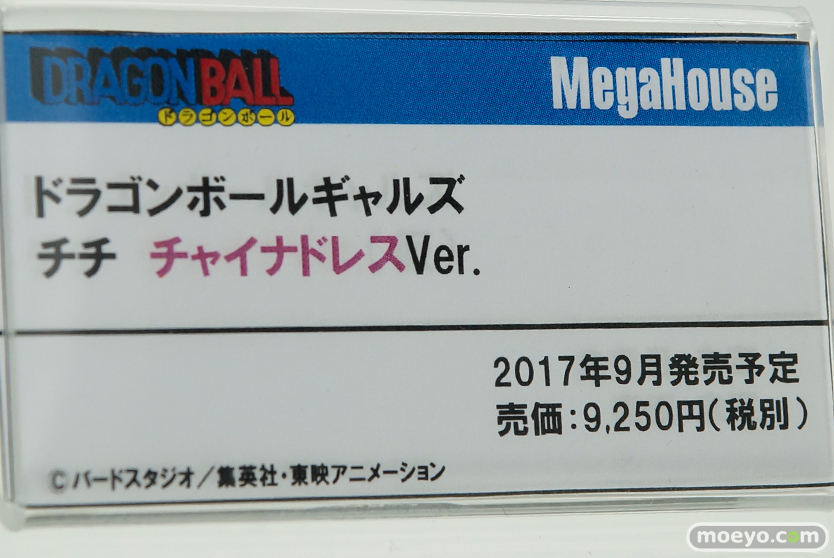 DRAGON BALL
ドラゴンボール
MegaHouse
ドラゴンボールギャルズ
チチ チャイナドレスVer.
2017年9月発売予定
売価：9,250円（税別）
©バードスタジオ／集英社・東映アニメーション
moeyo.com